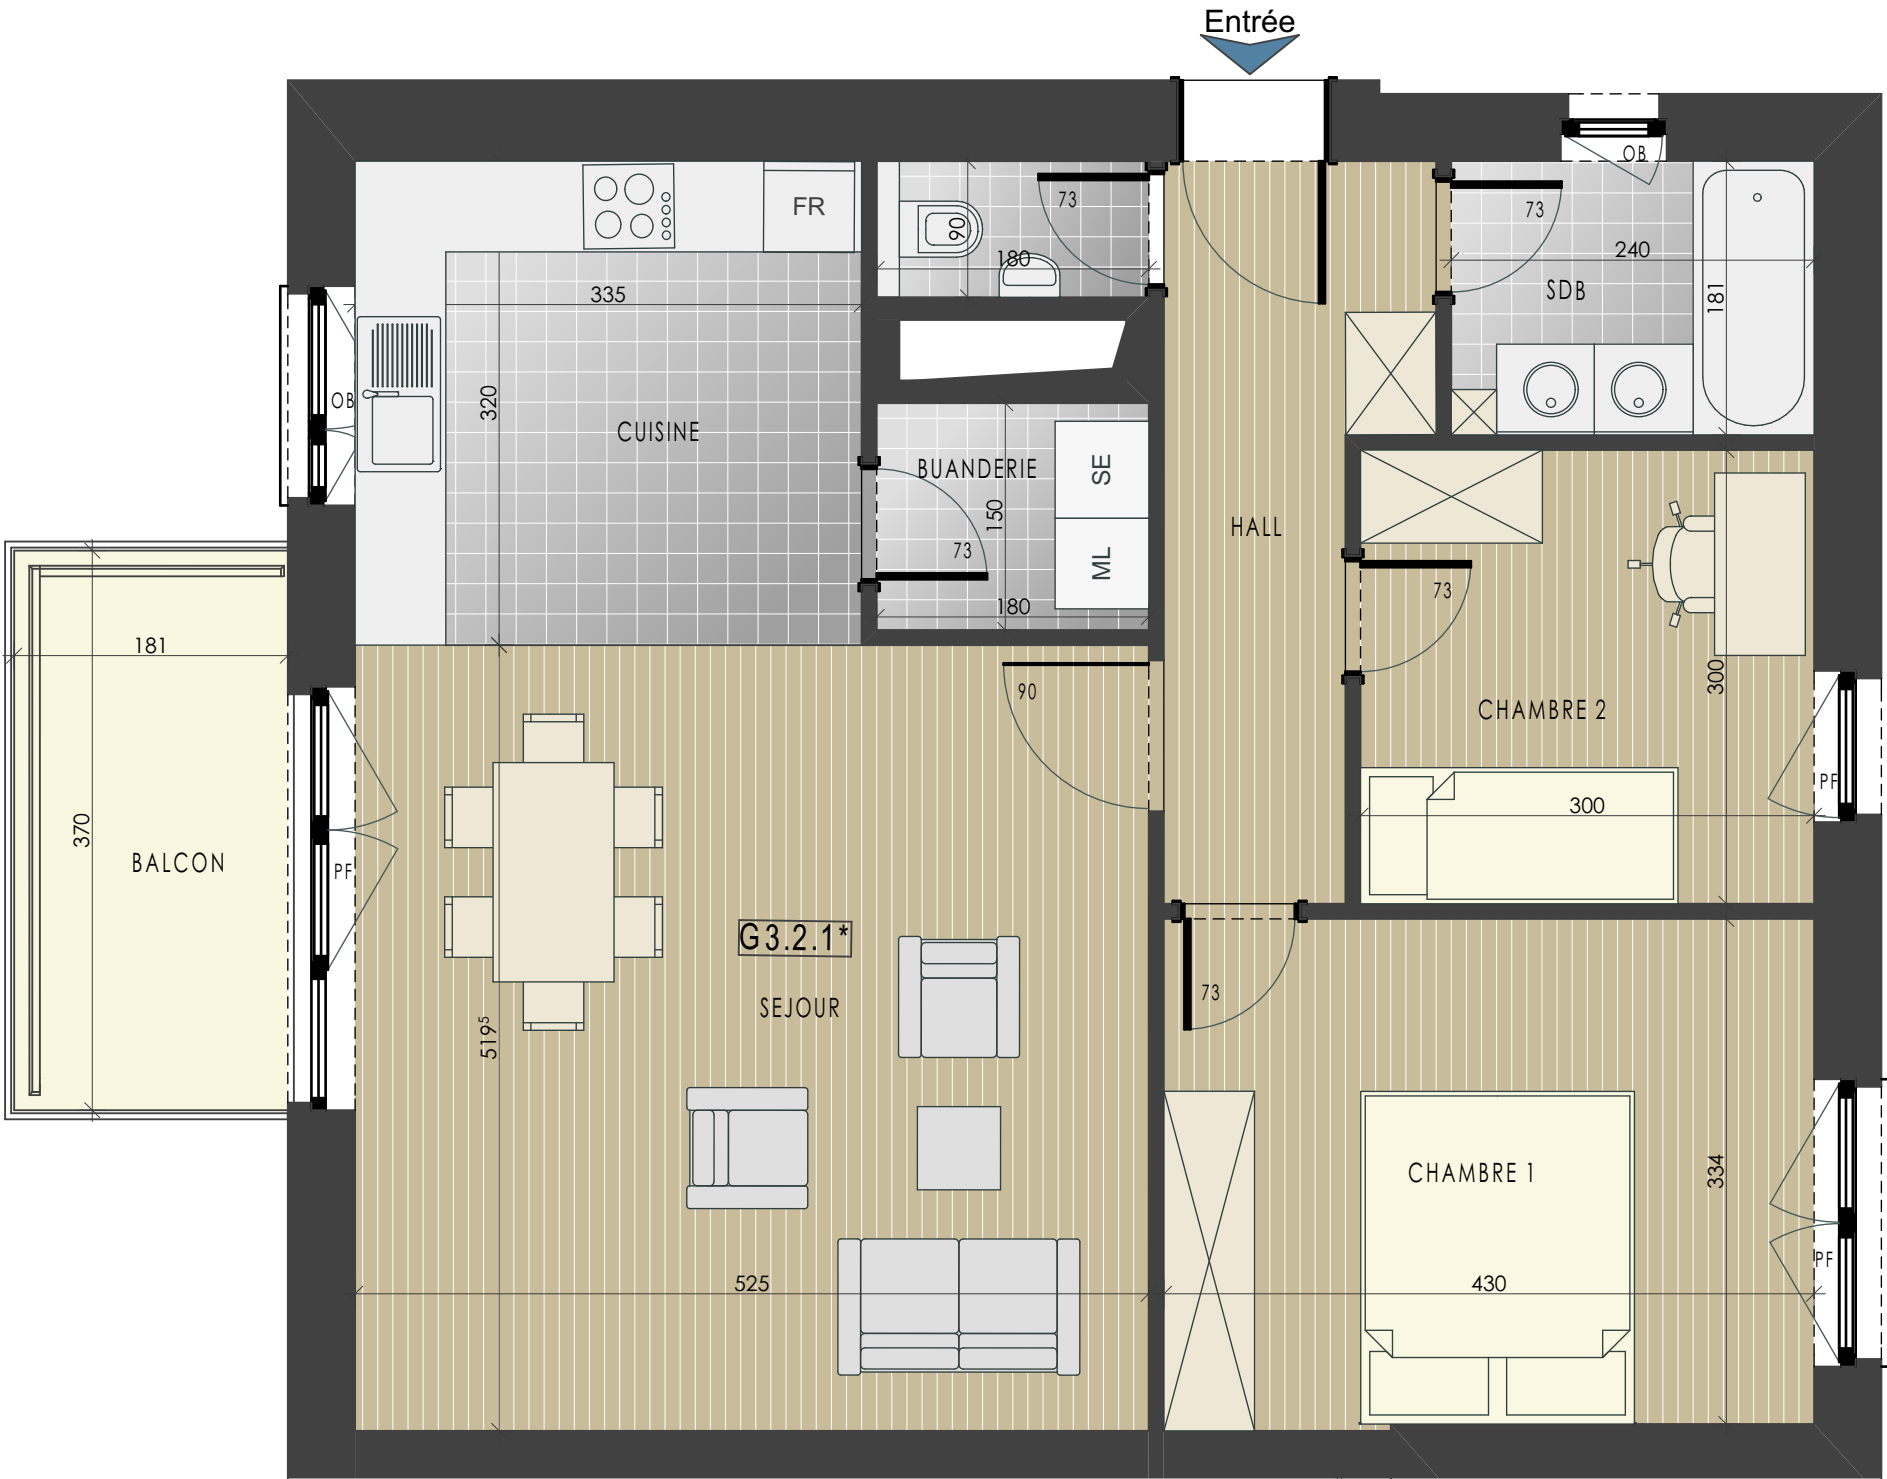 Entrée
OB
FR
73
90
180
73
240
SDB
181
335
OB
320
CUISINE
BUANDERIE
SE
150
HALL
73
ML
73
180
181
300
90
CHAMBRE 2
PF
300
370
BALCON
PF
G3.2.1*
73
SEJOUR
519⁵
CHAMBRE 1
334
PF
525
430